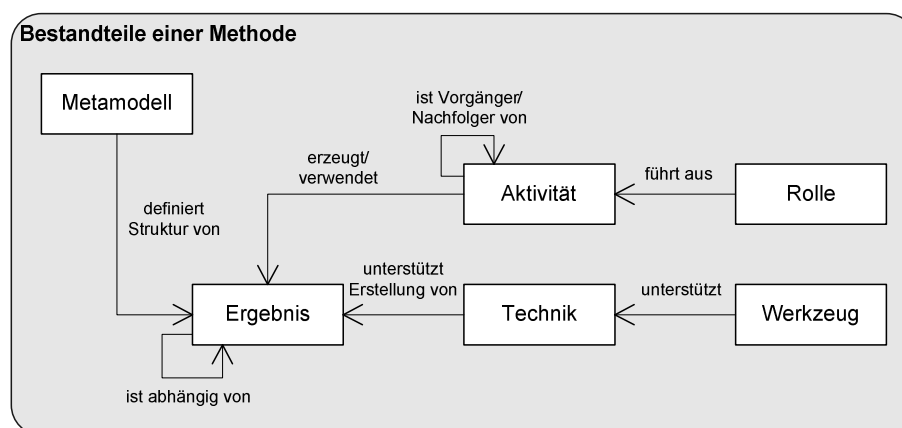 Bestandteile einer Methode
Metamodell
ist Vorgänger/
Nachfolger von
erzeugt/
verwendet
Aktivität
führt aus
Rolle
definiert
Struktur von
unterstützt
Erstellung von
Ergebnis
Technik
unterstützt
Werkzeug
ist abhängig von